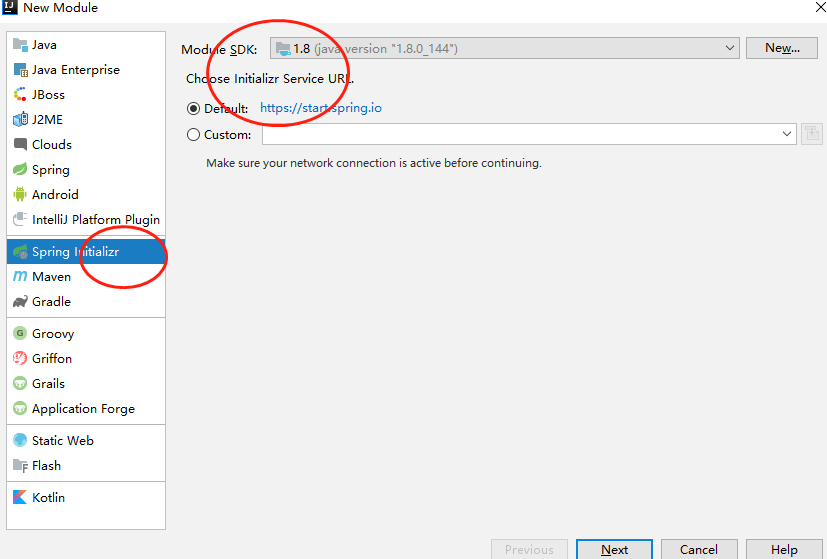 New Module
Java
Java Enterprise
JBoss
J2ME
Clouds
Spring
Android
IntelliJ Platform Plugin
Spring Initializr
Maven
Gradle
Groovy
Griffon
Grails
Application Forge
Static Web
Flash
Kotlin
Module SDK: 1.8 (java version "1.8.0_144") New...
Choose Initializr Service URL.
Default: https://start.spring.io
Custom:
Make sure your network connection is active before continuing.
Previous Next Cancel Help